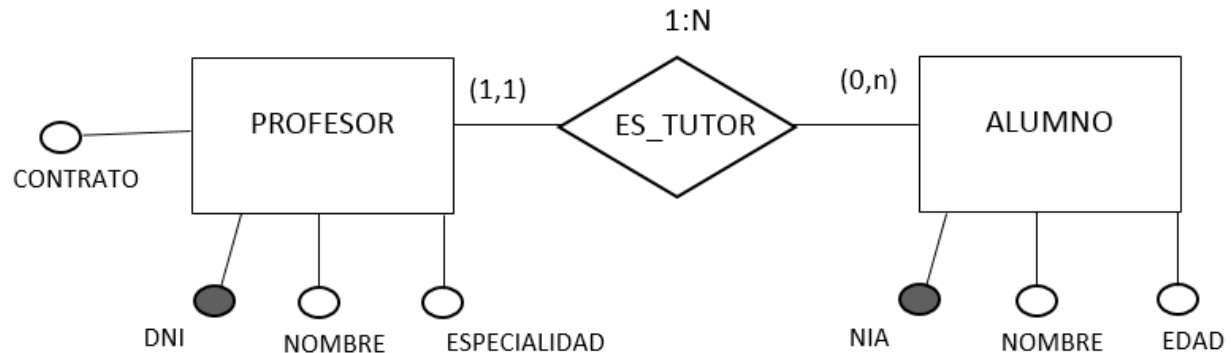 1:N
(1,1)
(0,n)
PROFESOR
ES_TUTOR
ALUMNO
CONTRATO
DNI
NOMBRE
ESPECIALIDAD
NIA
NOMBRE
EDAD